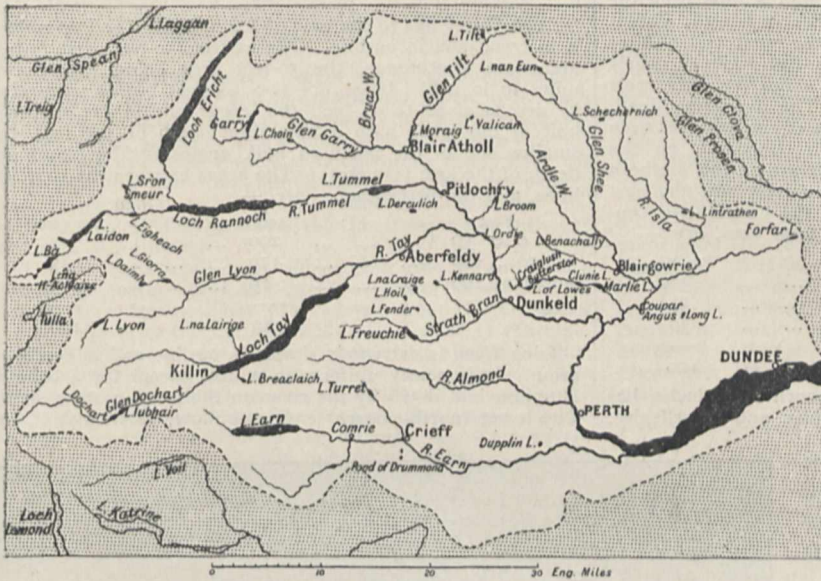 L. Laggan
Glen Spean
L. Treig
Loch Ericht
L. Garry
L. Choin
Glen Garry
Bruar W.
L. Tilt
Glen Tilt
L. nan Eun
L. Moraig
L. Valican
Blair Atholl
Ardle W.
Glen Shee
L. Schechernich
Glen Clova
Glen Prosen
R. Isla
L. Lintrathen
Forfar L.
L. Sron Smeur
L. Tummel
Pitlochry
Loch Rannoch
R. Tummel
L. Derculich
L. Broom
L. Ordie
L. Benachally
L. Eigheach
L. Laidon
L. Bà
L. Giorra
L. Daimh
Glen Lyon
R. Tay
Aberfeldy
L. na Craige
L. Hoil
L. Kennard
L. Fender
L. Freuchie
Strath Bran
Craiglush
Butterston
Clunie L.
L. of Lowes
Marlie L.
Blairgowrie
Dunkeld
Coupar Angus
Long L.
Tulla
L. Lyon
L. na Lairige
Loch Tay
Killin
L. Breaclaich
L. Turret
R. Almond
DUNDEE
L. Dochart
Glen Dochart
L. Iubhair
PERTH
L. Earn
Comrie
Crieff
Pond of Drummond
R. Earn
Dupplin L.
L. Voil
L. Katrine
Loch Lomond
0 10 20 30 Eng. Miles